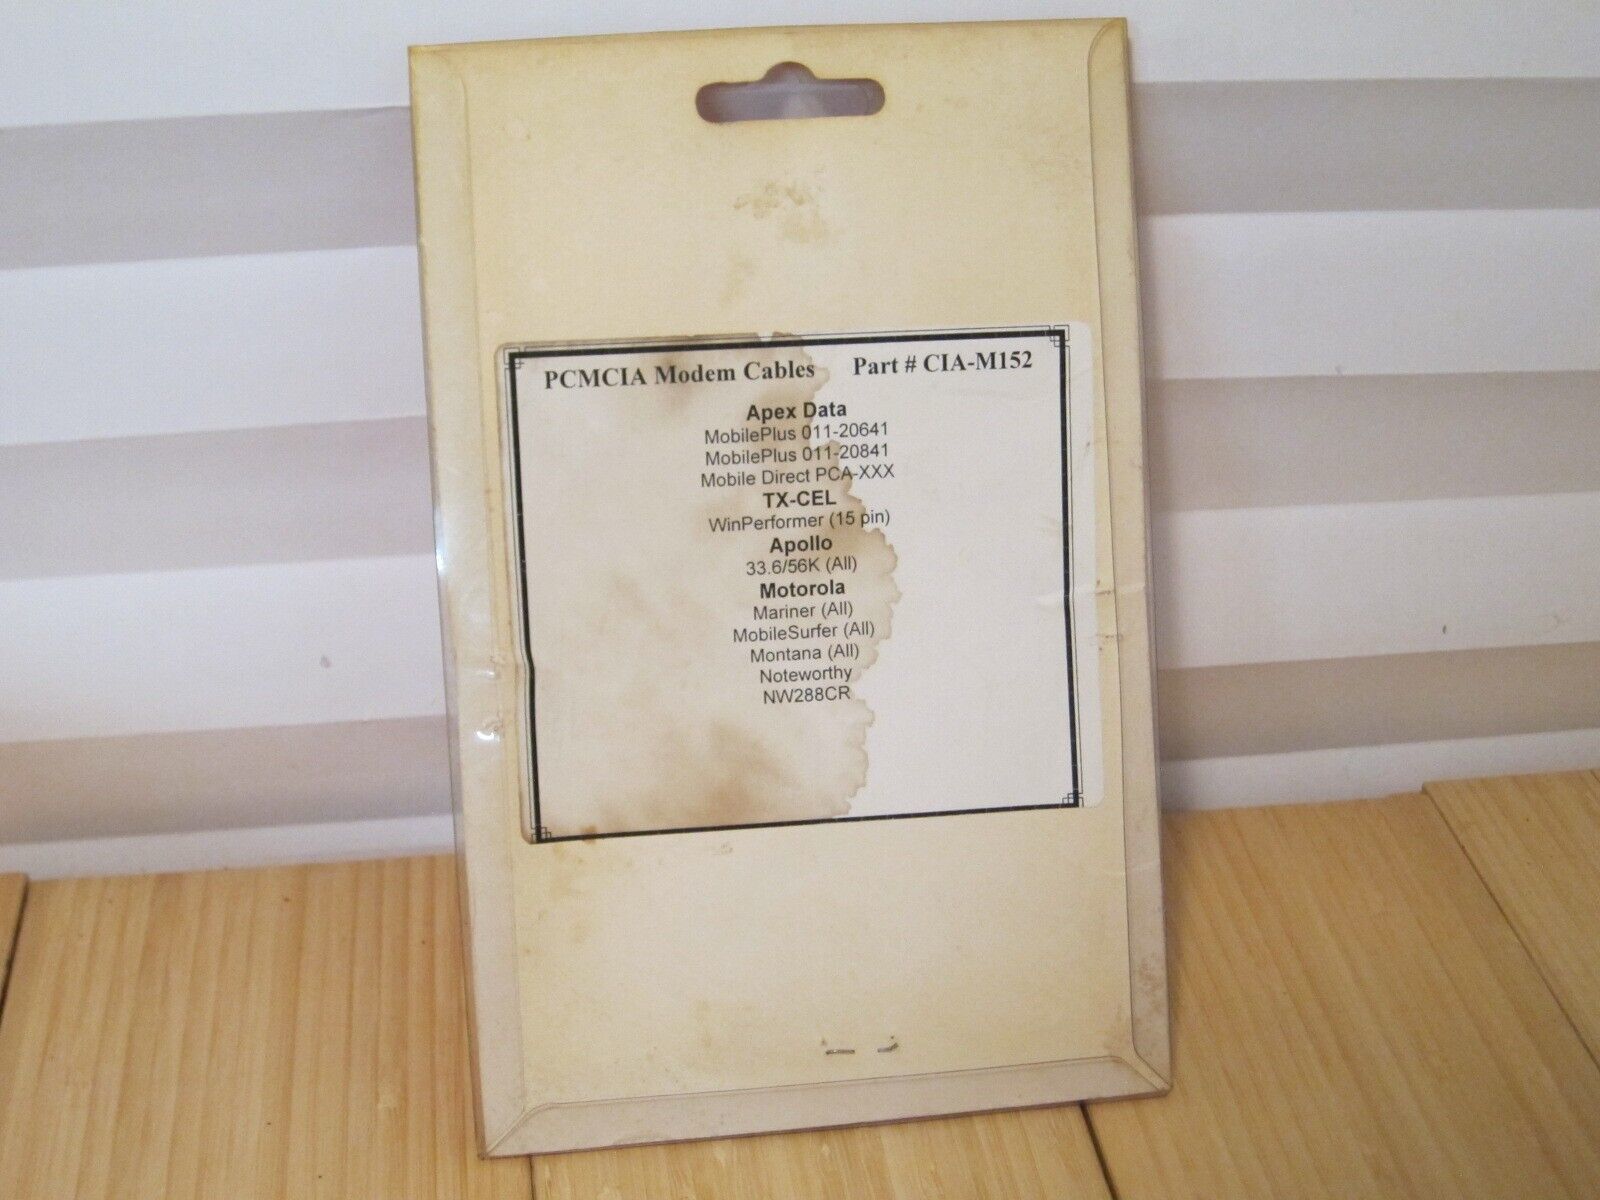 PCMCIA Modem Cables Part # CIA-M152
Apex Data
MobilePlus 011-20641
MobilePlus 011-20841
Mobile Direct PCA-XXX
TX-CEL
WinPerformer (15 pin)
Apollo
33.6/56K (All)
Motorola
Mariner (All)
MobileSurfer (All)
Montana (All)
Noteworthy
NW288CR